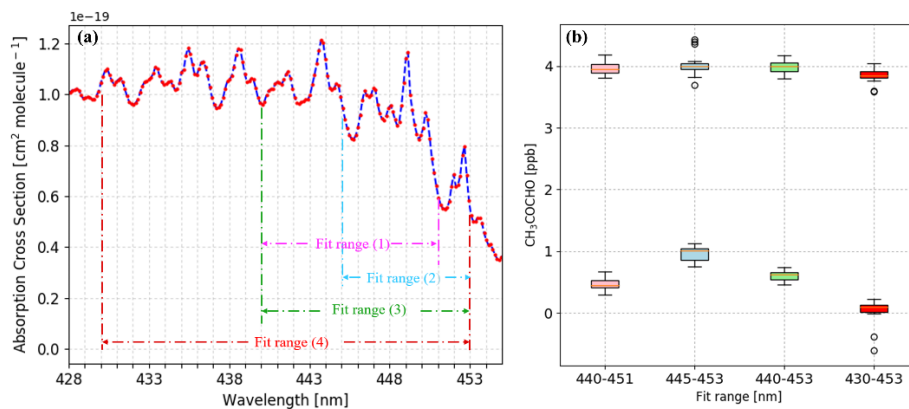 1e−19
(a)
1.2
1.0
0.8
0.6
0.4
0.2
0.0
Absorption Cross Section [cm² molecule⁻¹]
Fit range (1)
Fit range (2)
Fit range (3)
Fit range (4)
428 433 438 443 448 453
Wavelength [nm]
(b)
4
3
2
1
0
CH₃COCHO [ppb]
440-451 445-453 440-453 430-453
Fit range [nm]